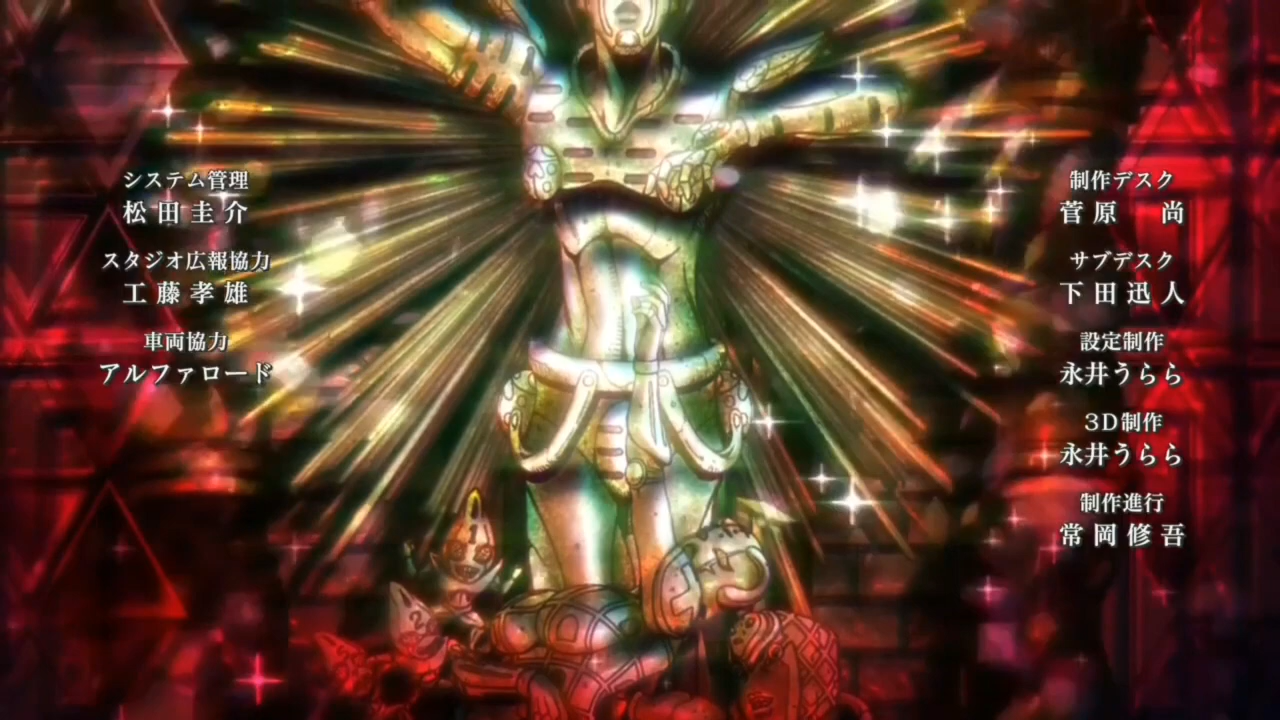 システム管理
松田圭介
スタジオ広報協力
工藤孝雄
車両協力
アルファロード
制作デスク
菅原 尚
サブデスク
下田迅人
設定制作
永井うらら
3D制作
永井うらら
制作進行
常岡修吾
1
2